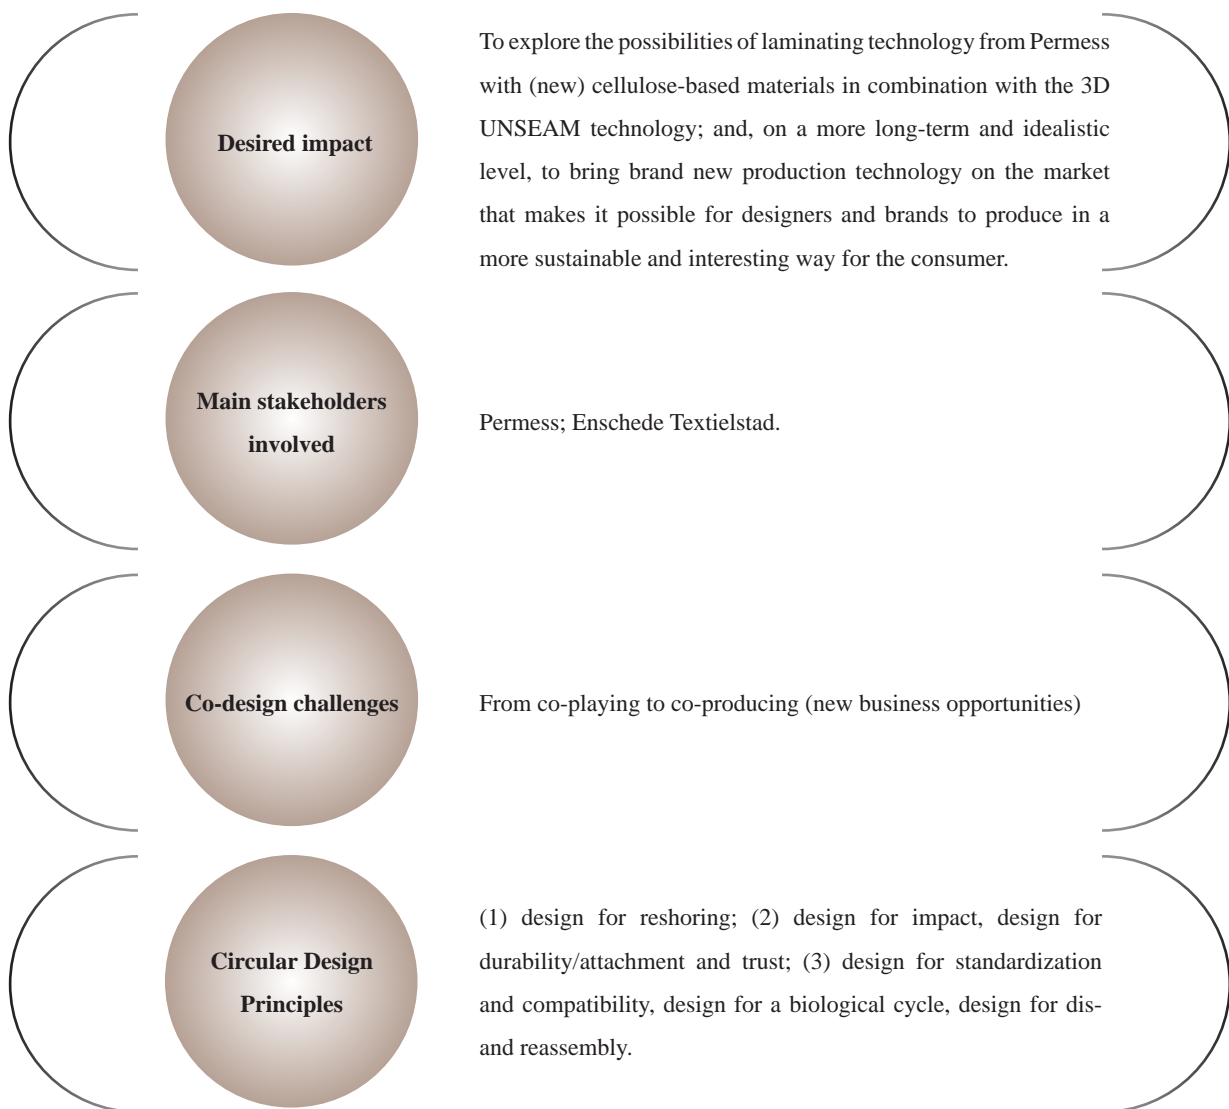 Desired impact
To explore the possibilities of laminating technology from Permess
with (new) cellulose-based materials in combination with the 3D
UNSEAM technology; and, on a more long-term and idealistic
level, to bring brand new production technology on the market
that makes it possible for designers and brands to produce in a
more sustainable and interesting way for the consumer.
Main stakeholders
involved
Permess; Enschede Textielstad.
Co-design challenges
From co-playing to co-producing (new business opportunities)
Circular Design
Principles
(1) design for reshoring; (2) design for impact, design for
durability/attachment and trust; (3) design for standardization
and compatibility, design for a biological cycle, design for dis-
and reassembly.